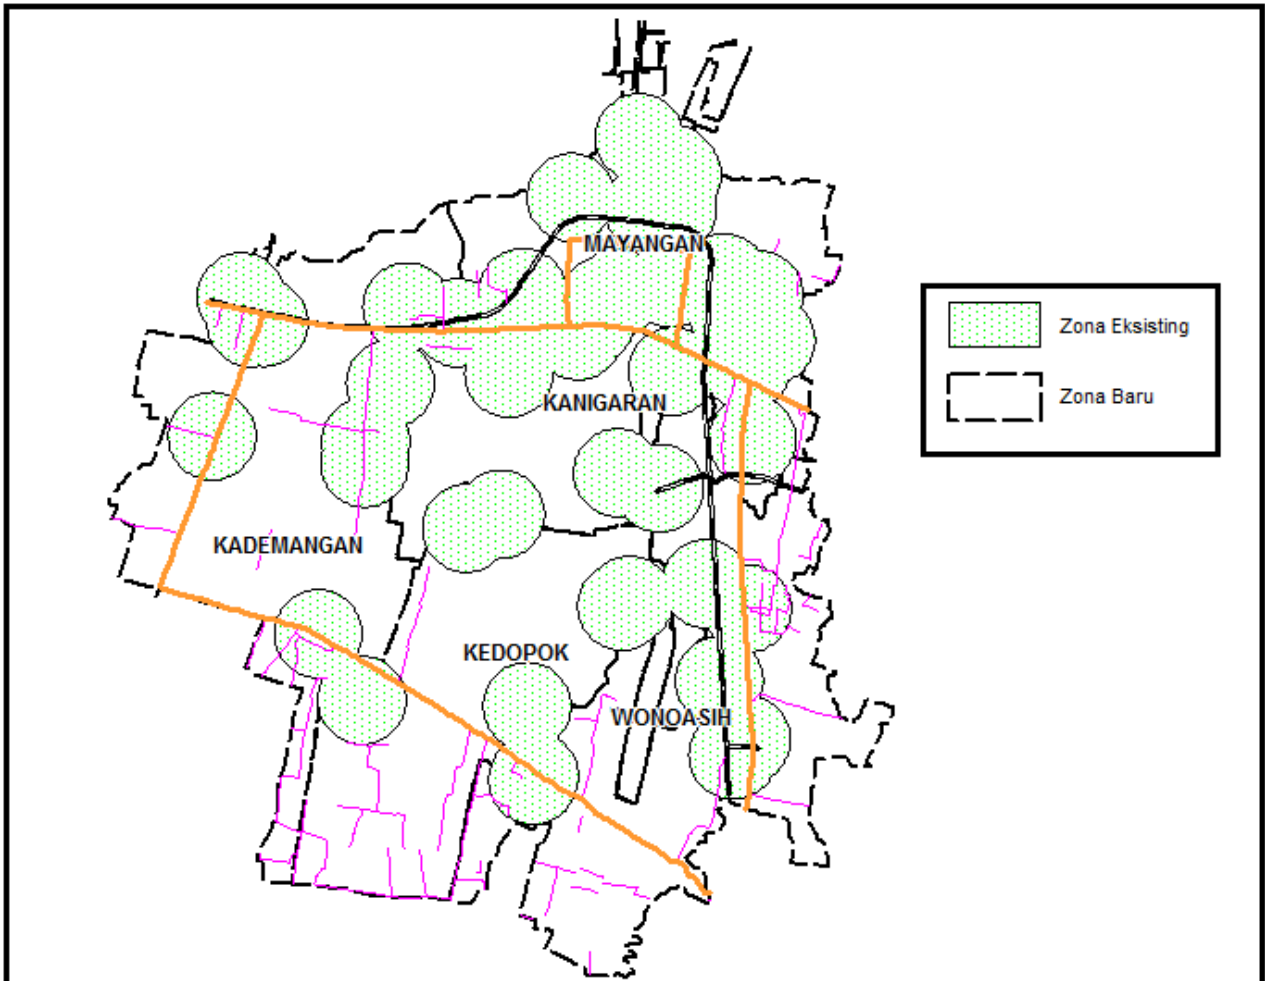 MAYANGAN
Zona Eksisting
Zona Baru
KANIGARAN
KADEMANGAN
KEDOPOK
WONOASIH